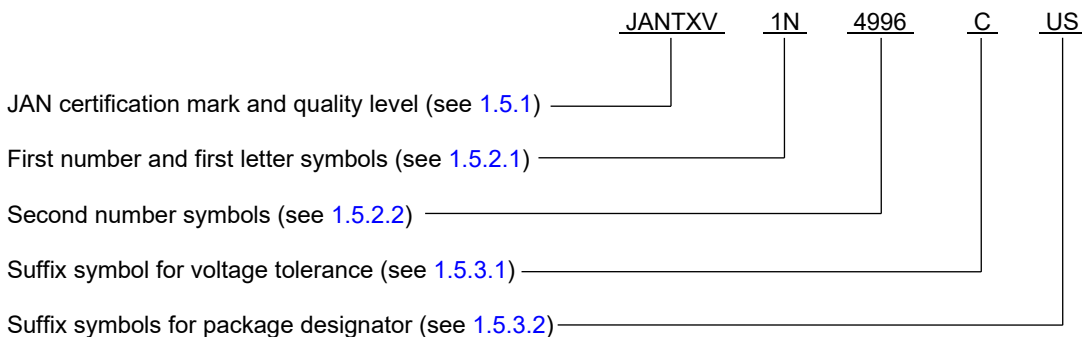 JANTXV 1N 4996 C US
JAN certification mark and quality level (see 1.5.1)
First number and first letter symbols (see 1.5.2.1)
Second number symbols (see 1.5.2.2)
Suffix symbol for voltage tolerance (see 1.5.3.1)
Suffix symbols for package designator (see 1.5.3.2)